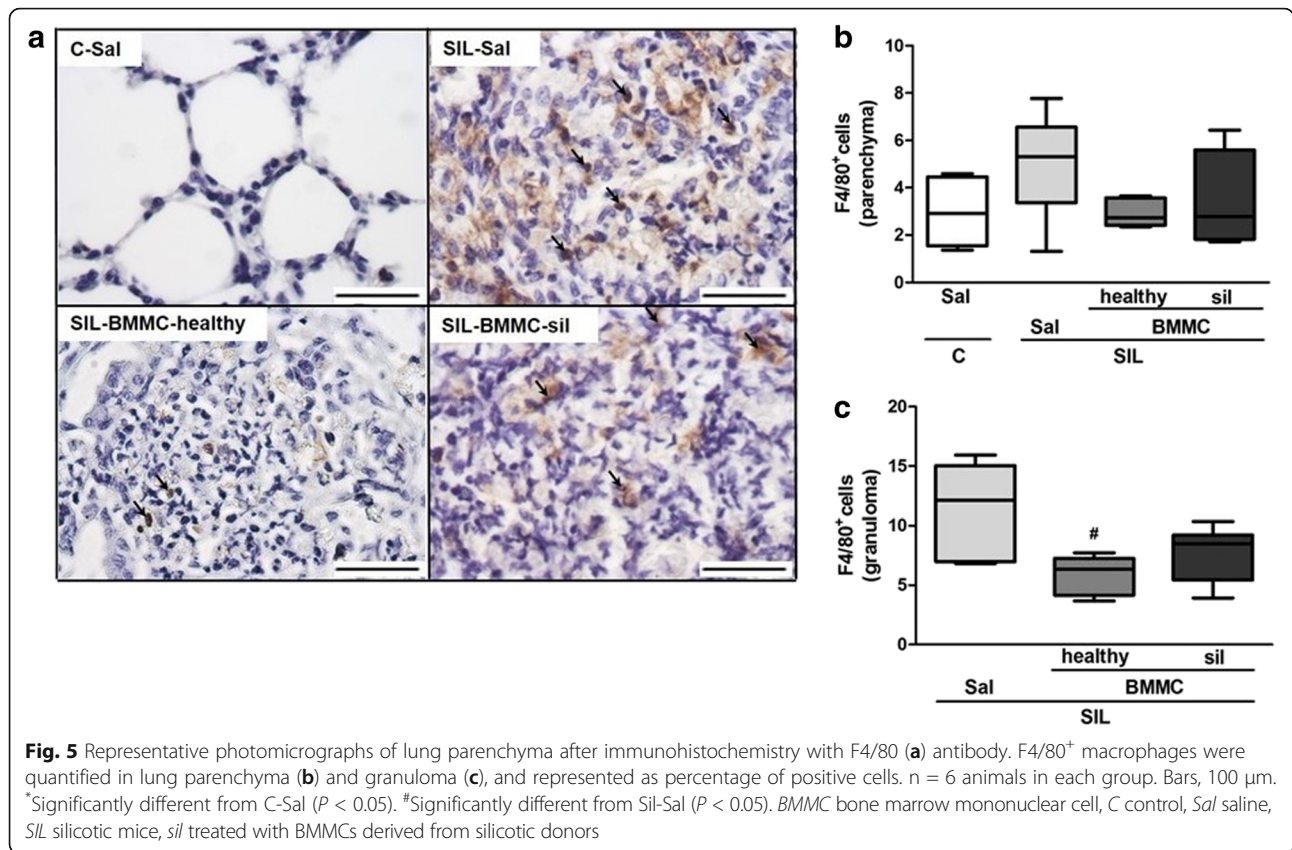 a
C-Sal
SIL-Sal
SIL-BMMC-healthy
SIL-BMMC-sil
b
F4/80+ cells
(parenchyma)
10
8
6
4
2
0
Sal
healthy
sil
Sal
BMMC
C
SIL
c
F4/80+ cells
(granuloma)
20
15
10
5
0
#
healthy
sil
Sal
BMMC
SIL
Fig. 5 Representative photomicrographs of lung parenchyma after immunohistochemistry with F4/80 (a) antibody. F4/80+ macrophages were
quantified in lung parenchyma (b) and granuloma (c), and represented as percentage of positive cells. n = 6 animals in each group. Bars, 100 μm.
*Significantly different from C-Sal (P < 0.05). #Significantly different from Sil-Sal (P < 0.05). BMMC bone marrow mononuclear cell, C control, Sal saline,
SIL silicotic mice, sil treated with BMMCs derived from silicotic donors